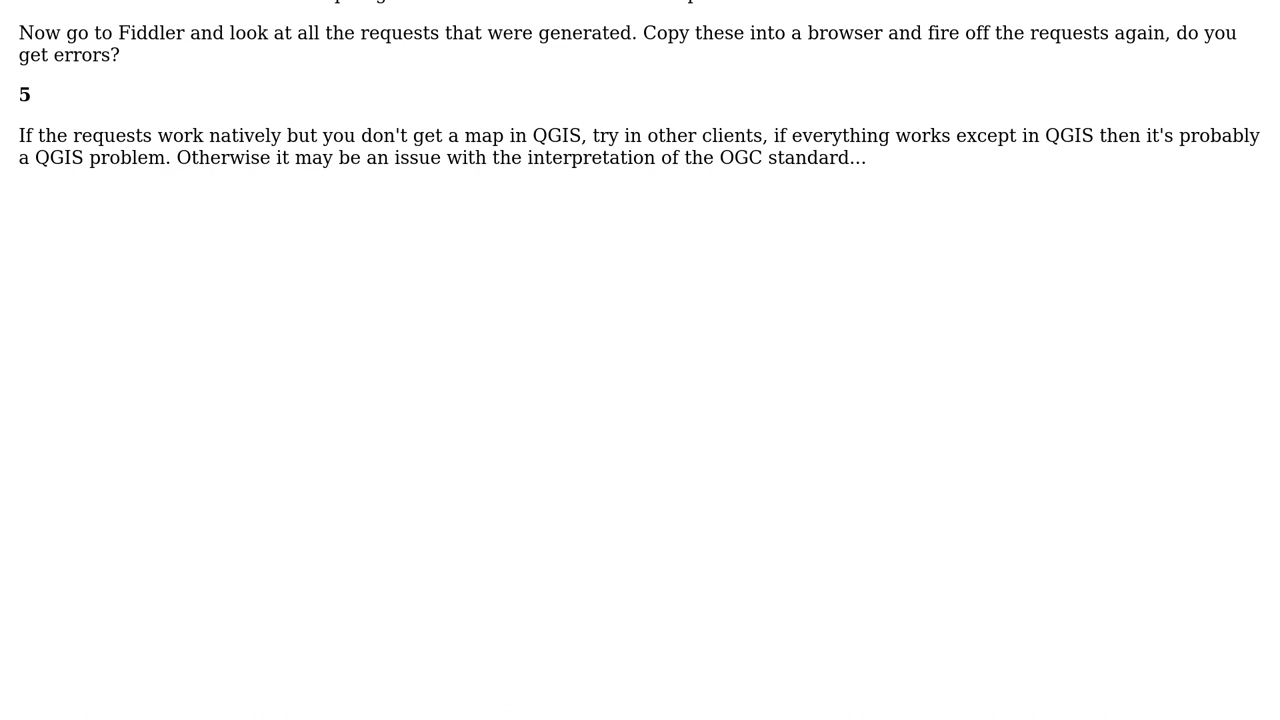 Now go to Fiddler and look at all the requests that were generated. Copy these into a browser and fire off the requests again, do you
get errors?
5
If the requests work natively but you don't get a map in QGIS, try in other clients, if everything works except in QGIS then it's probably
a QGIS problem. Otherwise it may be an issue with the interpretation of the OGC standard...